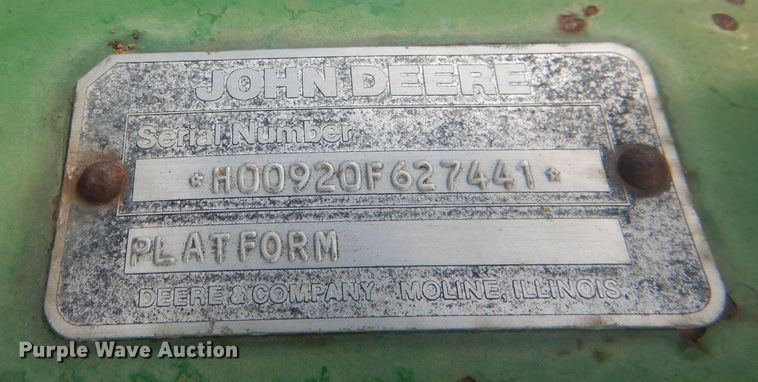 JOHN DEERE
Serial Number
*H00920F627441*
PLATFORM
DEERE & COMPANY MOLINE, ILLINOIS
Purple Wave Auction